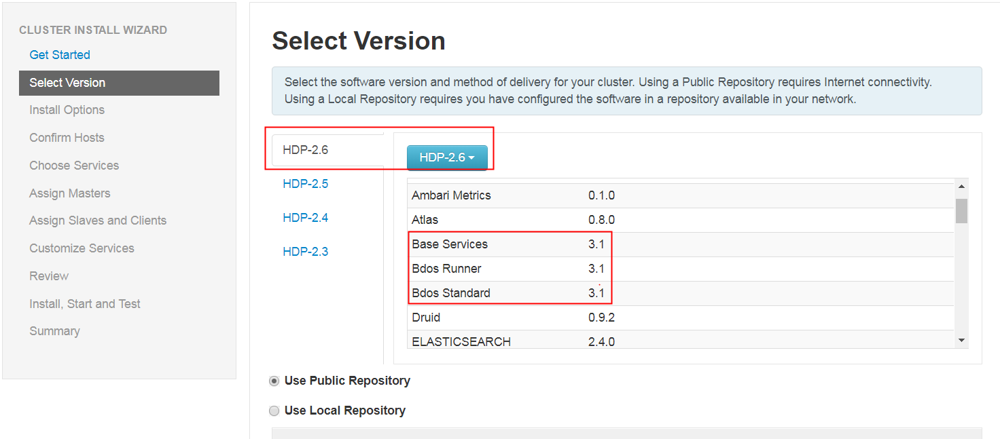 CLUSTER INSTALL WIZARD
Get Started
Select Version
Install Options
Confirm Hosts
Choose Services
Assign Masters
Assign Slaves and Clients
Customize Services
Review
Install, Start and Test
Summary
Select Version
Select the software version and method of delivery for your cluster. Using a Public Repository requires Internet connectivity.
Using a Local Repository requires you have configured the software in a repository available in your network.
HDP-2.6
HDP-2.5
HDP-2.4
HDP-2.3
HDP-2.6
Ambari Metrics 0.1.0
Atlas 0.8.0
Base Services 3.1
Bdos Runner 3.1
Bdos Standard 3.1
Druid 0.9.2
ELASTICSEARCH 2.4.0
Use Public Repository
Use Local Repository